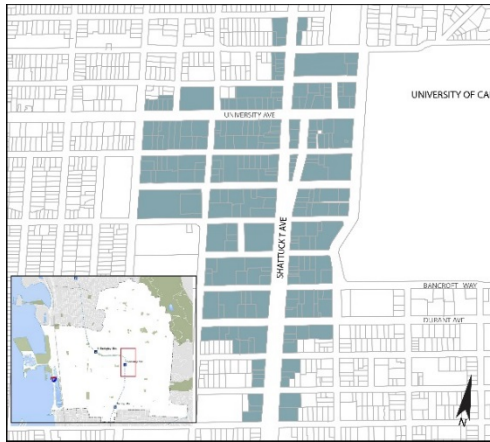 UNIVERSITY OF CA
UNIVERSITY AVE
SHATTUCK AVE
BANCROFT WAY
DURANT AVE
N